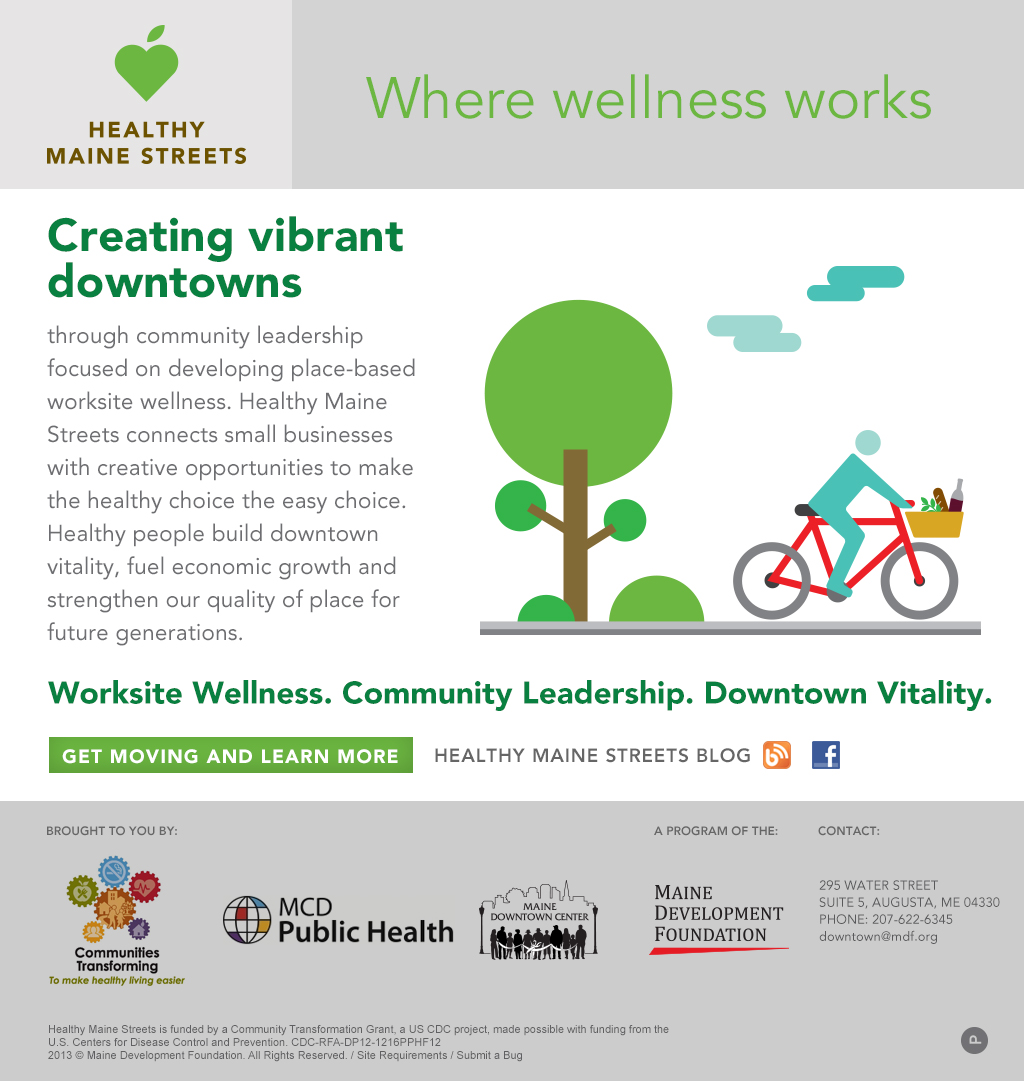 HEALTHY
MAINE STREETS
Where wellness works
Creating vibrant
downtowns
through community leadership
focused on developing place-based
worksite wellness. Healthy Maine
Streets connects small businesses
with creative opportunities to make
the healthy choice the easy choice.
Healthy people build downtown
vitality, fuel economic growth and
strengthen our quality of place for
future generations.
Worksite Wellness. Community Leadership. Downtown Vitality.
GET MOVING AND LEARN MORE
HEALTHY MAINE STREETS BLOG
BROUGHT TO YOU BY:
Communities
Transforming
To make healthy living easier
MCD
Public Health
MAINE
DOWNTOWN CENTER
A PROGRAM OF THE:
MAINE
DEVELOPMENT
FOUNDATION
CONTACT:
295 WATER STREET
SUITE 5, AUGUSTA, ME 04330
PHONE: 207-622-6345
downtown@mdf.org
Healthy Maine Streets is funded by a Community Transformation Grant, a US CDC project, made possible with funding from the
U.S. Centers for Disease Control and Prevention. CDC-RFA-DP12-1216PPHF12
2013 © Maine Development Foundation. All Rights Reserved. / Site Requirements / Submit a Bug
P